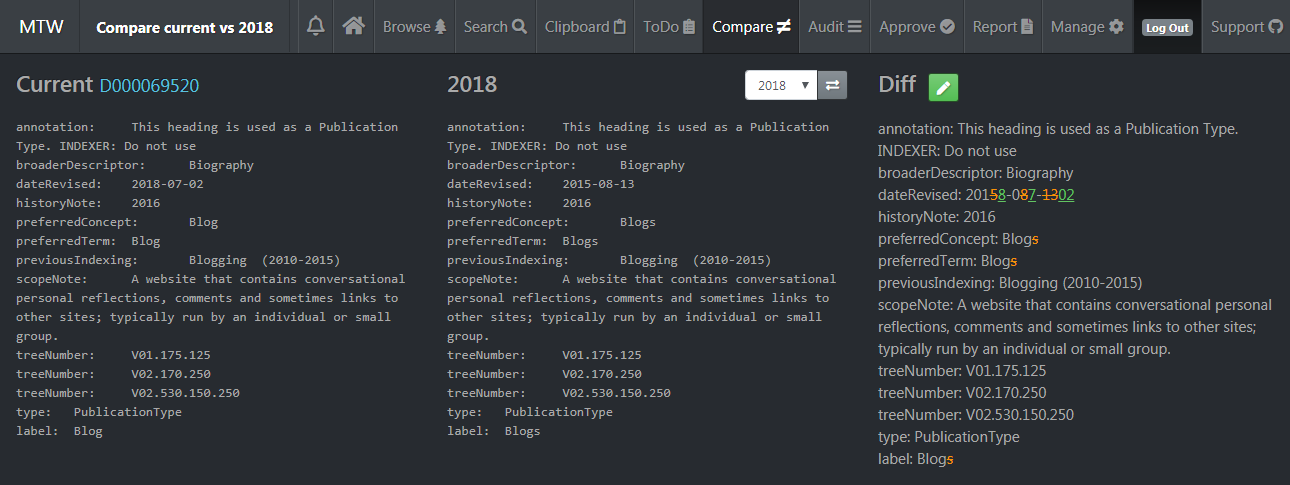 MTW Compare current vs 2018 Browse Search Clipboard ToDo Compare Audit Approve Report Manage Log Out Support
Current D000069520
annotation: This heading is used as a Publication
Type. INDEXER: Do not use
broaderDescriptor: Biography
dateRevised: 2018-07-02
historyNote: 2016
preferredConcept: Blog
preferredTerm: Blog
previousIndexing: Blogging (2010-2015)
scopeNote: A website that contains conversational
personal reflections, comments and sometimes links to
other sites; typically run by an individual or small
group.
treeNumber: V01.175.125
treeNumber: V02.170.250
treeNumber: V02.530.150.250
type: PublicationType
label: Blog
2018 2018
annotation: This heading is used as a Publication
Type. INDEXER: Do not use
broaderDescriptor: Biography
dateRevised: 2015-08-13
historyNote: 2016
preferredConcept: Blogs
preferredTerm: Blogs
previousIndexing: Blogging (2010-2015)
scopeNote: A website that contains conversational
personal reflections, comments and sometimes links to
other sites; typically run by an individual or small
group.
treeNumber: V01.175.125
treeNumber: V02.170.250
treeNumber: V02.530.150.250
type: PublicationType
label: Blogs
Diff
annotation: This heading is used as a Publication Type.
INDEXER: Do not use
broaderDescriptor: Biography
dateRevised: 20158-087-1302
historyNote: 2016
preferredConcept: Blogs
preferredTerm: Blogs
previousIndexing: Blogging (2010-2015)
scopeNote: A website that contains conversational personal
reflections, comments and sometimes links to other sites;
typically run by an individual or small group.
treeNumber: V01.175.125
treeNumber: V02.170.250
treeNumber: V02.530.150.250
type: PublicationType
label: Blogs